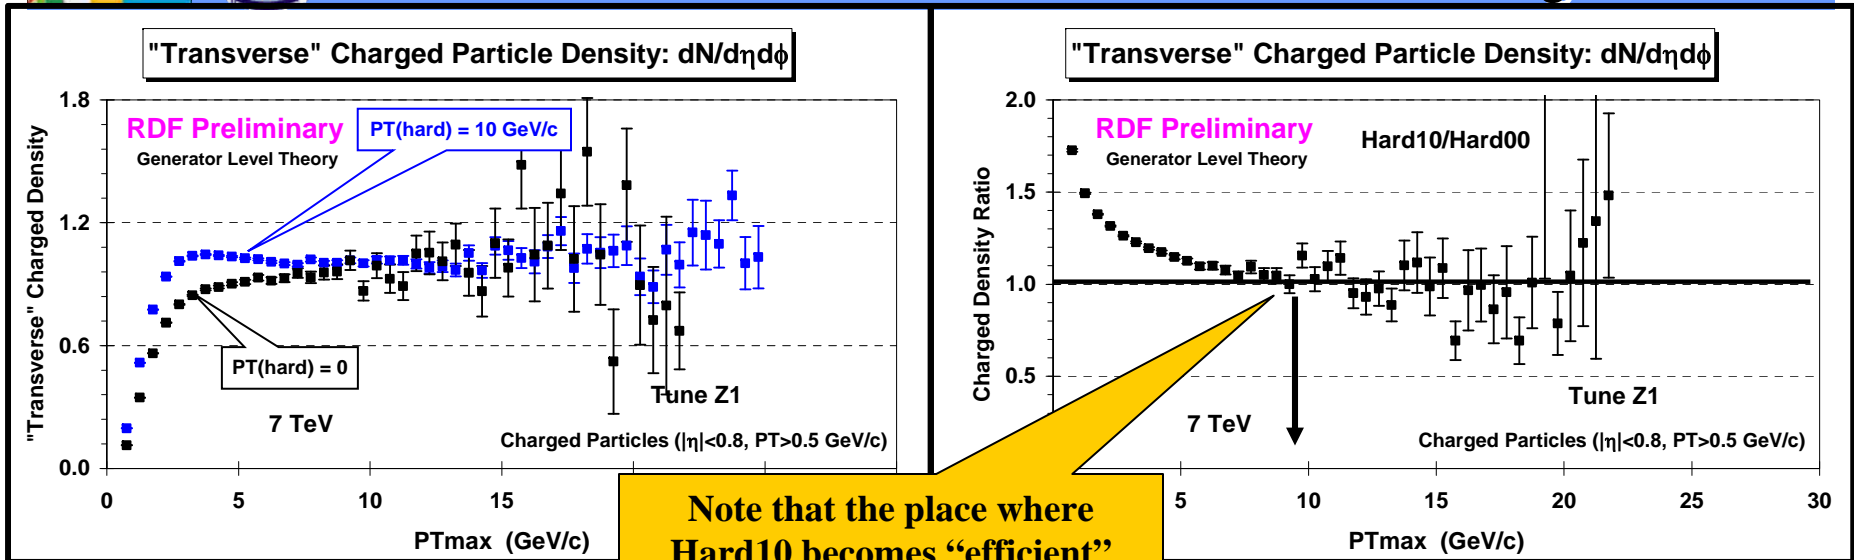 "Transverse" Charged Particle Density: dN/dηdϕ
1.8
1.2
0.6
0.0
"Transverse" Charged Density
RDF Preliminary
Generator Level Theory
PT(hard) = 10 GeV/c
PT(hard) = 0
7 TeV
Tune Z1
Charged Particles (|η|<0.8, PT>0.5 GeV/c)
0
5
10
15
PTmax (GeV/c)
"Transverse" Charged Particle Density: dN/dηdϕ
2.0
1.5
1.0
0.5
Charged Density Ratio
RDF Preliminary
Generator Level Theory
Hard10/Hard00
7 TeV
Tune Z1
Charged Particles (|η|<0.8, PT>0.5 GeV/c)
5
10
15
20
25
30
PTmax (GeV/c)
Note that the place where
Hard10 becomes “efficient”